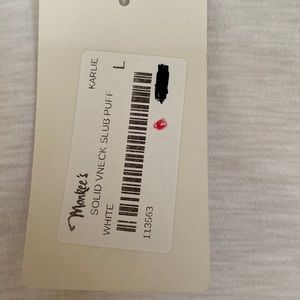 Monkee's
SOLID VNECK SLUB PUFF
KARLIE
WHITE
L
113563